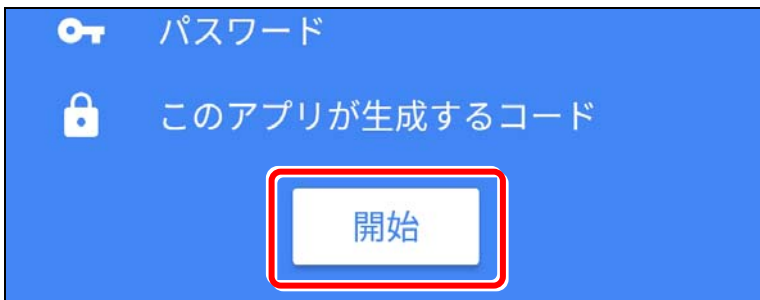 パスワード
このアプリが生成するコード
開始